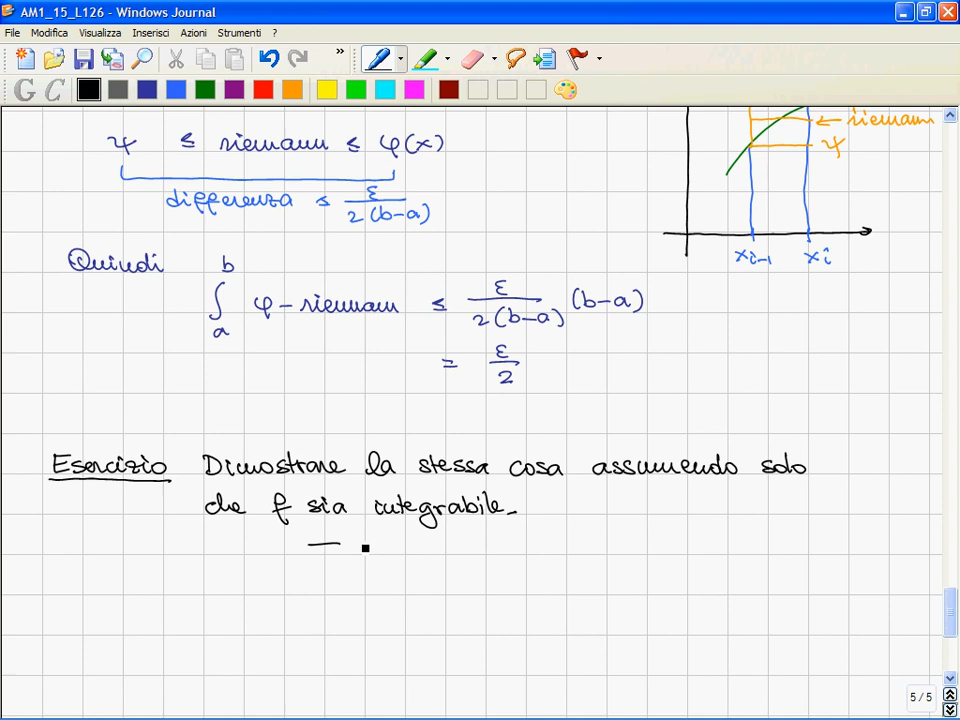 AM1_15_L126 - Windows Journal
File Modifica Visualizza Inserisci Azioni Strumenti ?
ψ ≤ riemann ≤ φ(x)
differenza ≤ ε / 2(b-a)
← riemann
ψ
x_{i-1} x_i
Quindi
∫_a^b φ - riemann ≤ ε / 2(b-a) (b-a)
= ε / 2
Esercizio Dimostrare la stessa cosa assumendo solo
che f sia integrabile.
5/5